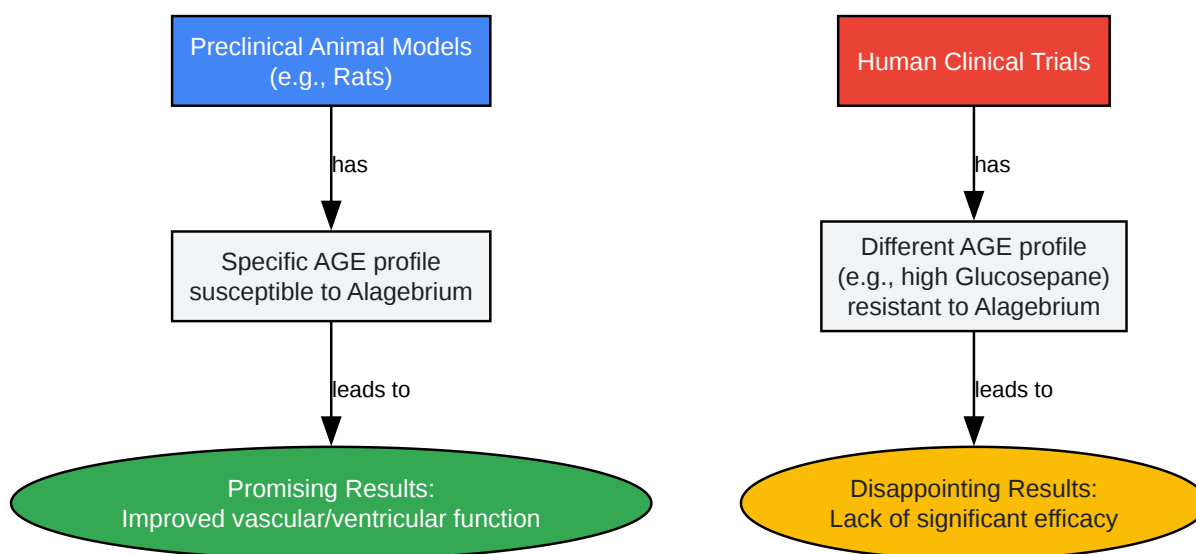 Preclinical Animal Models
(e.g., Rats)
has
Specific AGE profile
susceptible to Alagebrium
leads to
Promising Results:
Improved vascular/ventricular function
Human Clinical Trials
has
Different AGE profile
(e.g., high Glucosepane)
resistant to Alagebrium
leads to
Disappointing Results:
Lack of significant efficacy